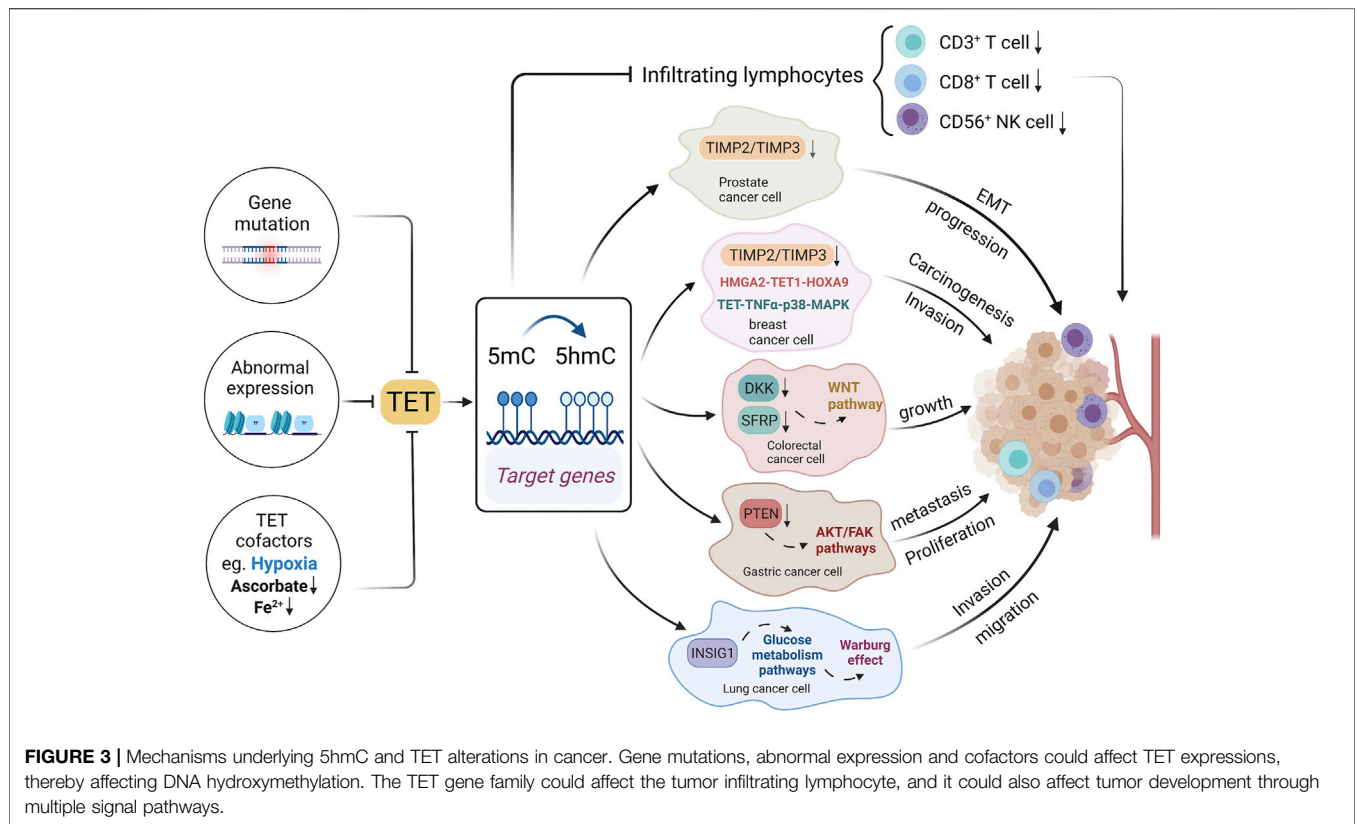 Infiltrating lymphocytes
CD3⁺ T cell ↓
CD8⁺ T cell ↓
CD56⁺ NK cell ↓
Gene
mutation
Abnormal
expression
TF
TF
TET
cofactors
eg. Hypoxia
Ascorbate↓
Fe²⁺↓
TET
5mC 5hmC
Target genes
TIMP2/TIMP3 ↓
Prostate
cancer cell
TIMP2/TIMP3 ↓
HMGA2-TET1-HOXA9
TET-TNFα-p38-MAPK
breast
cancer cell
DKK ↓
SFRP ↓
WNT
pathway
Colorectal
cancer cell
PTEN ↓
AKT/FAK
pathways
Gastric cancer cell
INSIG1
Glucose
metabolism
pathways
Warburg
effect
Lung cancer cell
EMT
progression
Carcinogenesis
Invasion
growth
metastasis
Proliferation
Invasion
migration
FIGURE 3 | Mechanisms underlying 5hmC and TET alterations in cancer. Gene mutations, abnormal expression and cofactors could affect TET expressions,
thereby affecting DNA hydroxymethylation. The TET gene family could affect the tumor infiltrating lymphocyte, and it could also affect tumor development through
multiple signal pathways.